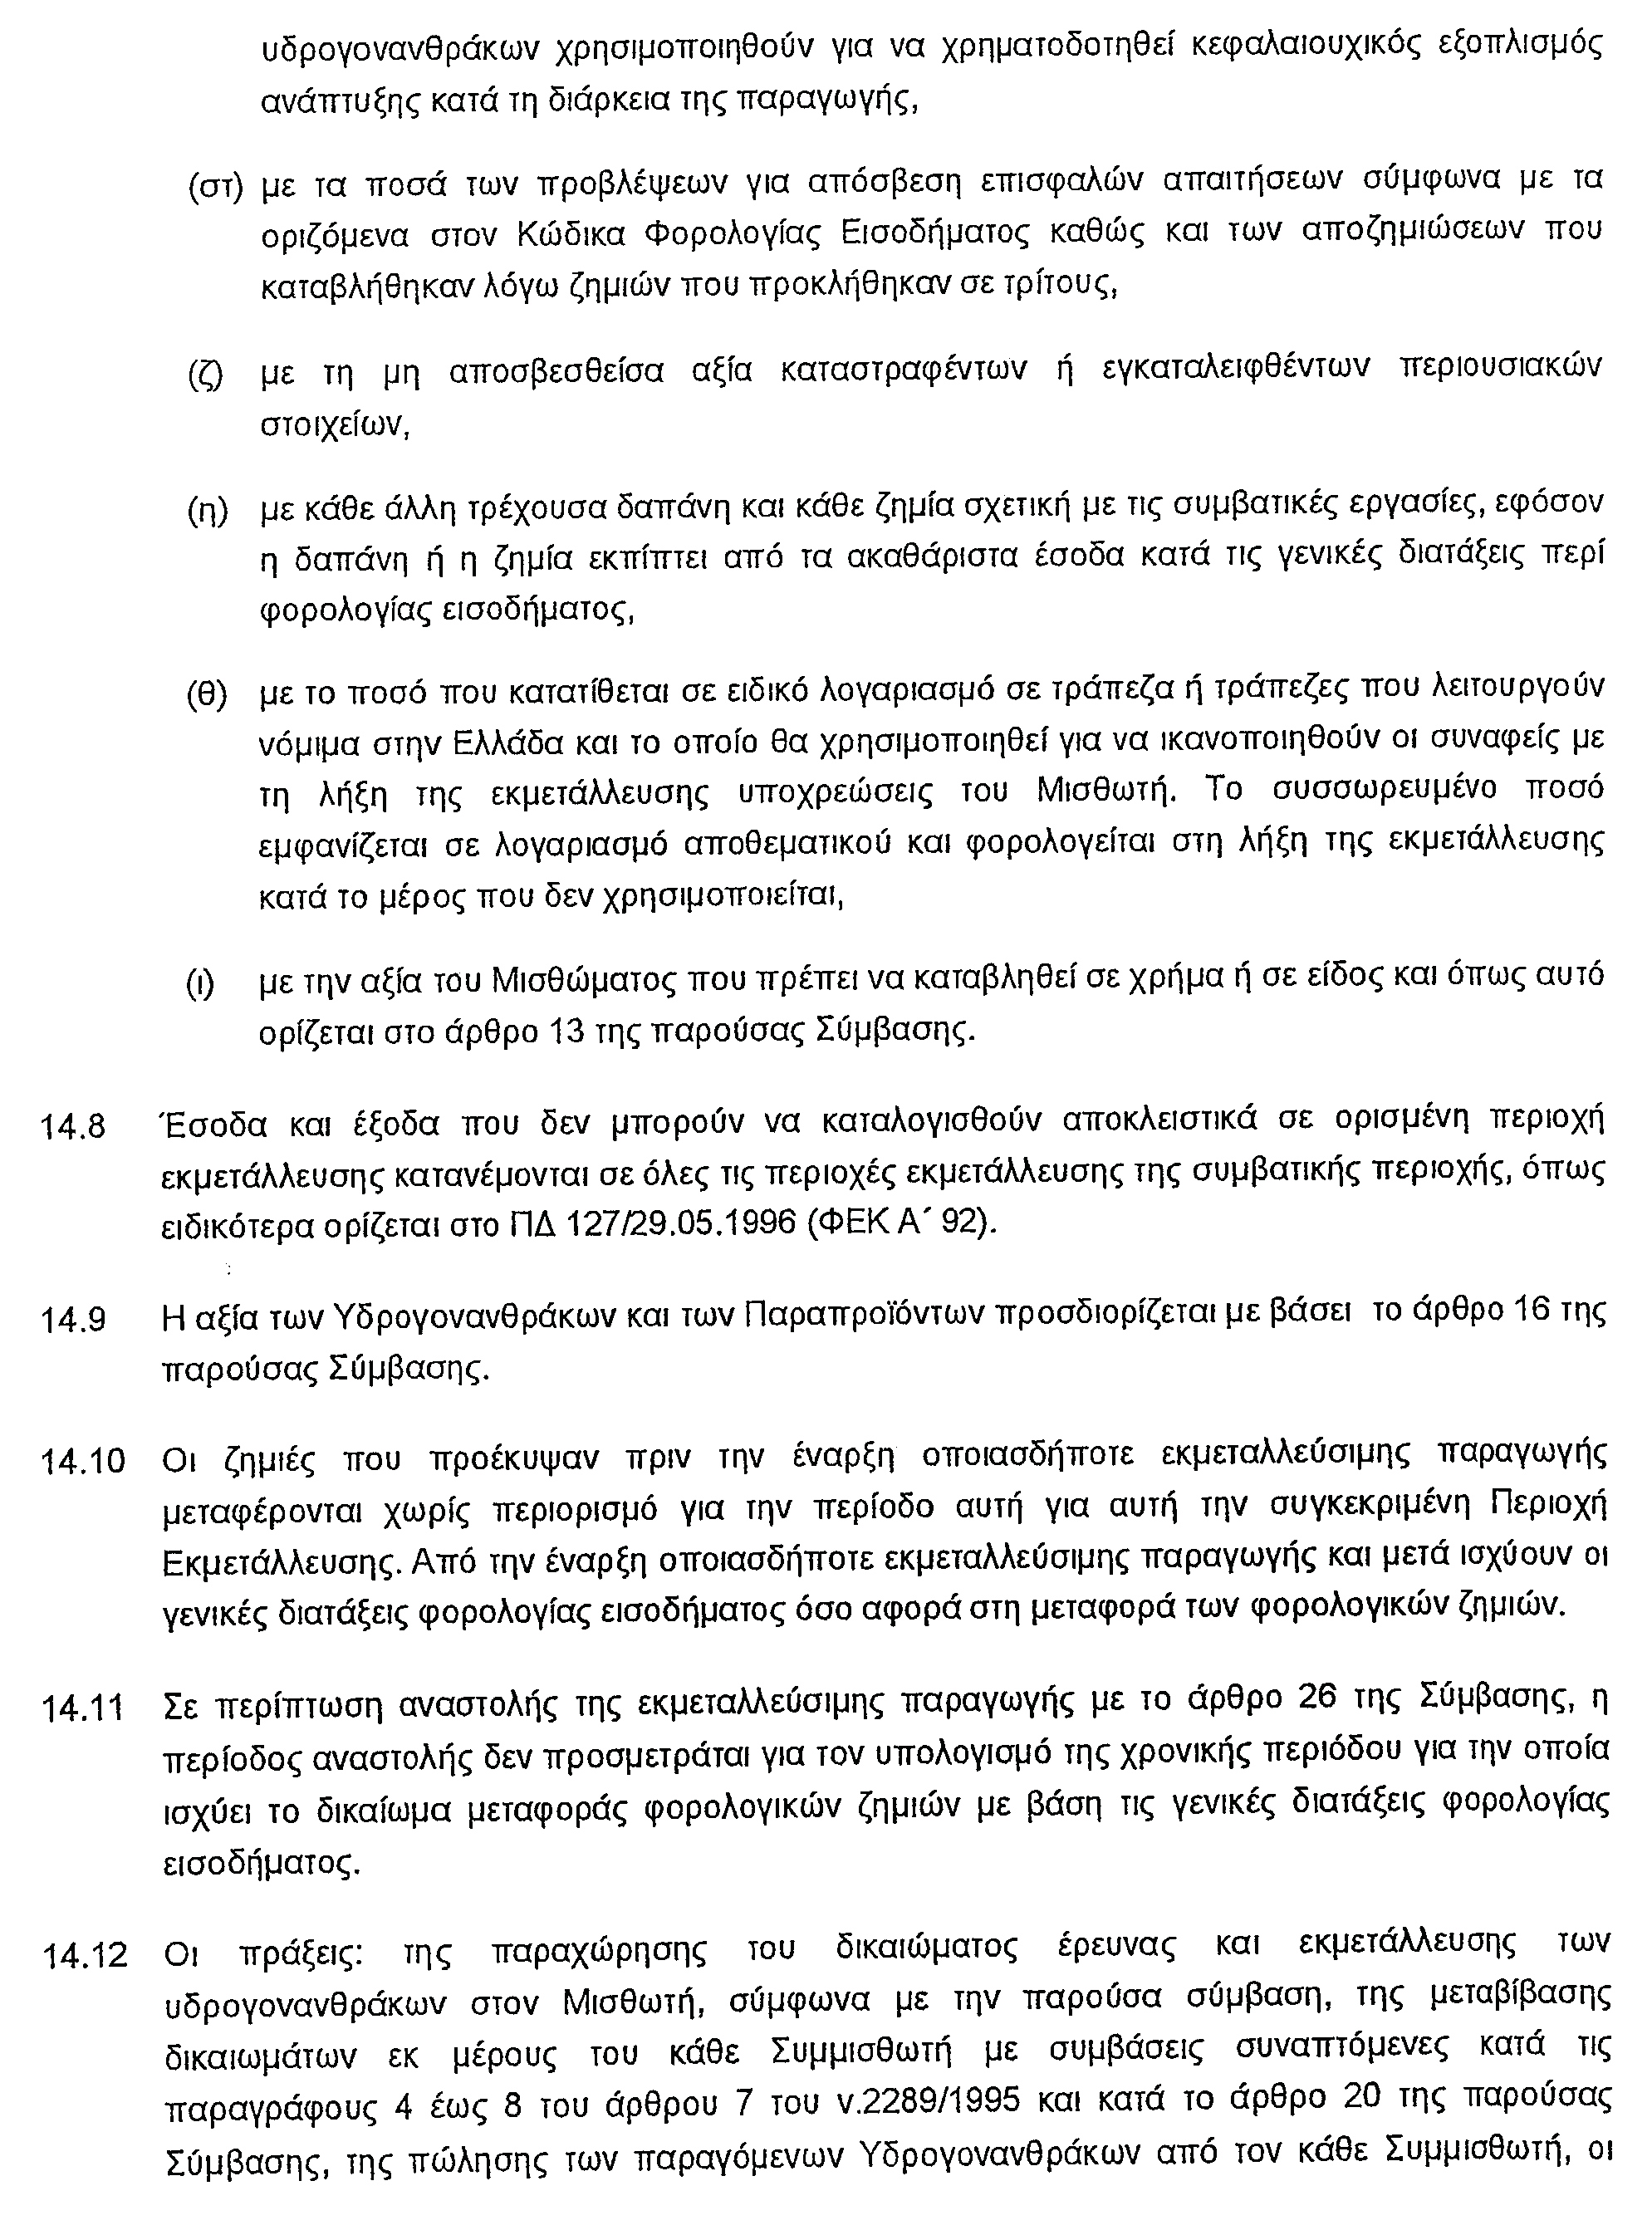 υδρογονανθράκων χρησιμοποιηθούν για να χρηματοδοτηθεί κεφαλαιουχικός εξοπλισμός
ανάπτυξης κατά τη διάρκεια της παραγωγής,
(στ) με τα ποσά των προβλέψεων για απόσβεση επισφαλών απαιτήσεων σύμφωνα με τα
οριζόμενα στον Κώδικα Φορολογίας Εισοδήματος καθώς και των αποζημιώσεων που
καταβλήθηκαν λόγω ζημιών που προκλήθηκαν σε τρίτους,
(ζ) με τη μη αποσβεσθείσα αξία καταστραφέντων ή εγκαταλειφθέντων περιουσιακών
στοιχείων,
(η) με κάθε άλλη τρέχουσα δαπάνη και κάθε ζημία σχετική με τις συμβατικές εργασίες, εφόσον
η δαπάνη ή η ζημία εκπίπτει από τα ακαθάριστα έσοδα κατά τις γενικές διατάξεις περί
φορολογίας εισοδήματος,
(θ) με το ποσό που κατατίθεται σε ειδικό λογαριασμό σε τράπεζα ή τράπεζες που λειτουργούν
νόμιμα στην Ελλάδα και το οποίο θα χρησιμοποιηθεί για να ικανοποιηθούν οι συναφείς με
τη λήξη της εκμετάλλευσης υποχρεώσεις του Μισθωτή. Το συσσωρευμένο ποσό
εμφανίζεται σε λογαριασμό αποθεματικού και φορολογείται στη λήξη της εκμετάλλευσης
κατά το μέρος που δεν χρησιμοποιείται,
(ι) με την αξία του Μισθώματος που πρέπει να καταβληθεί σε χρήμα ή σε είδος και όπως αυτό
ορίζεται στο άρθρο 13 της παρούσας Σύμβασης.
14.8 Έσοδα και έξοδα που δεν μπορούν να καταλογισθούν αποκλειστικά σε ορισμένη περιοχή
εκμετάλλευσης κατανέμονται σε όλες τις περιοχές εκμετάλλευσης της συμβατικής περιοχής, όπως
ειδικότερα ορίζεται στο ΠΔ 127/29.05.1996 (ΦΕΚ Α΄ 92).
14.9 Η αξία των Υδρογονανθράκων και των Παραπροϊόντων προσδιορίζεται με βάσει το άρθρο 16 της
παρούσας Σύμβασης.
14.10 Οι ζημιές που προέκυψαν πριν την έναρξη οποιασδήποτε εκμεταλλεύσιμης παραγωγής
μεταφέρονται χωρίς περιορισμό για την περίοδο αυτή για αυτή την συγκεκριμένη Περιοχή
Εκμετάλλευσης. Από την έναρξη οποιασδήποτε εκμεταλλεύσιμης παραγωγής και μετά ισχύουν οι
γενικές διατάξεις φορολογίας εισοδήματος όσο αφορά στη μεταφορά των φορολογικών ζημιών.
14.11 Σε περίπτωση αναστολής της εκμεταλλεύσιμης παραγωγής με το άρθρο 26 της Σύμβασης, η
περίοδος αναστολής δεν προσμετράται για τον υπολογισμό της χρονικής περιόδου για την οποία
ισχύει το δικαίωμα μεταφοράς φορολογικών ζημιών με βάση τις γενικές διατάξεις φορολογίας
εισοδήματος.
14.12 Οι πράξεις: της παραχώρησης του δικαιώματος έρευνας και εκμετάλλευσης των
υδρογονανθράκων στον Μισθωτή, σύμφωνα με την παρούσα σύμβαση, της μεταβίβασης
δικαιωμάτων εκ μέρους του κάθε Συμμισθωτή με συμβάσεις συναπτόμενες κατά τις
παραγράφους 4 έως 8 του άρθρου 7 του ν.2289/1995 και κατά το άρθρο 20 της παρούσας
Σύμβασης, της πώλησης των παραγόμενων Υδρογονανθράκων από τον κάθε Συμμισθωτή, οι